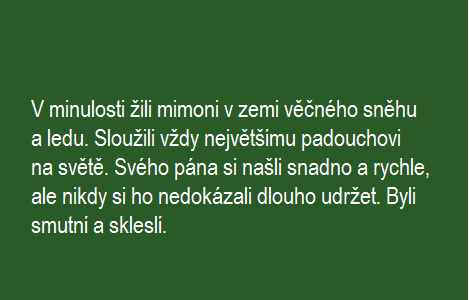 V minulosti žili mimoni v zemi věčného sněhu
a ledu. Sloužili vždy největšímu padouchovi
na světě. Svého pána si našli snadno a rychle,
ale nikdy si ho nedokázali dlouho udržet. Byli
smutní a sklesлí.